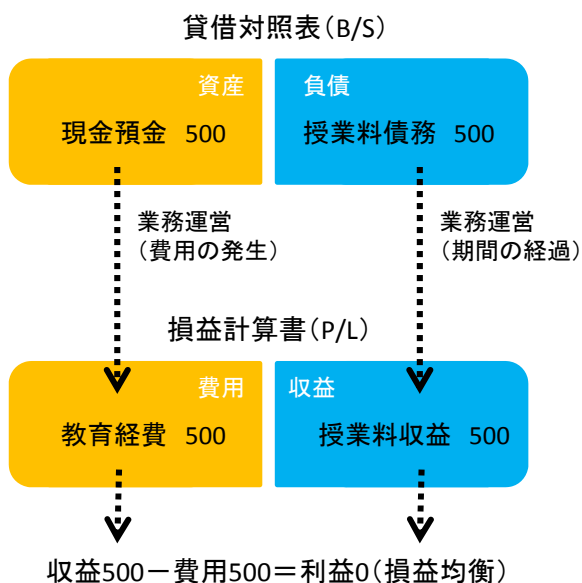 貸借対照表(B/S)
資産 負債
現金預金 500 授業料債務 500
業務運営 業務運営
(費用の発生) (期間の経過)
損益計算書(P/L)
費用 収益
教育経費 500 授業料収益 500
収益500-費用500=利益0(損益均衡)